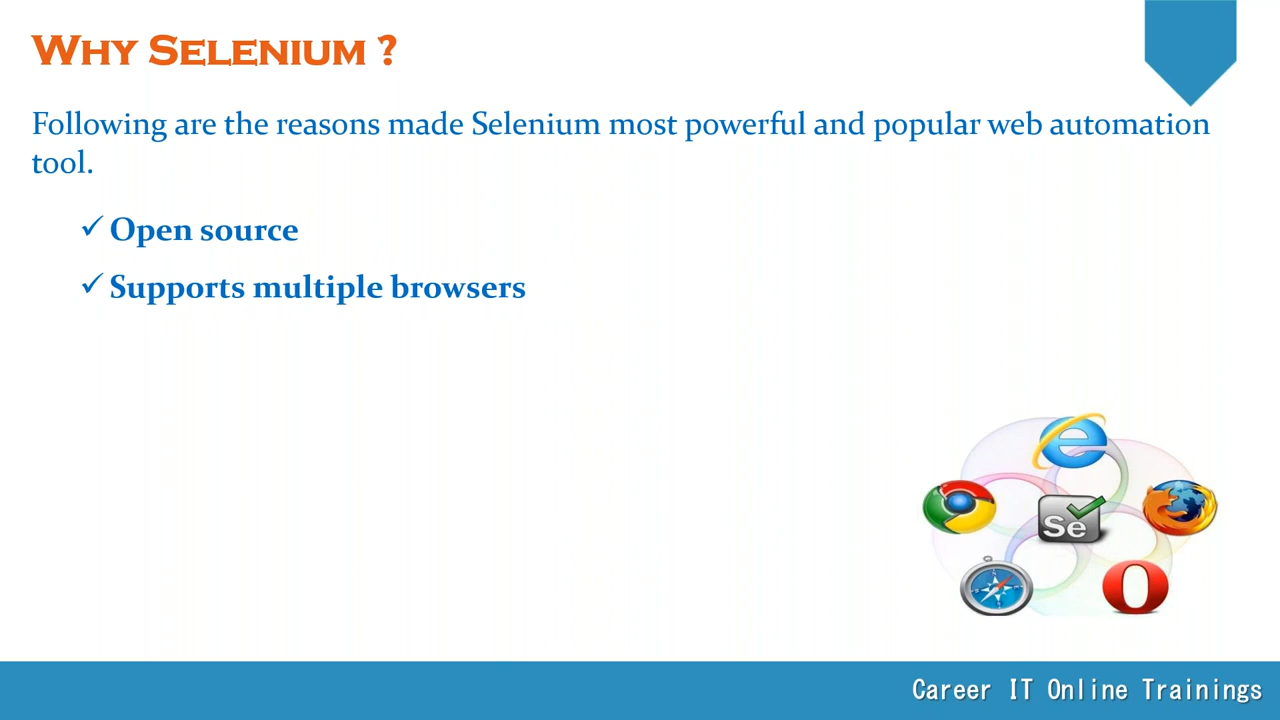 Why Selenium ?
Following are the reasons made Selenium most powerful and popular web automation
tool.
✓ Open source
✓ Supports multiple browsers
Se
Career IT Online Trainings